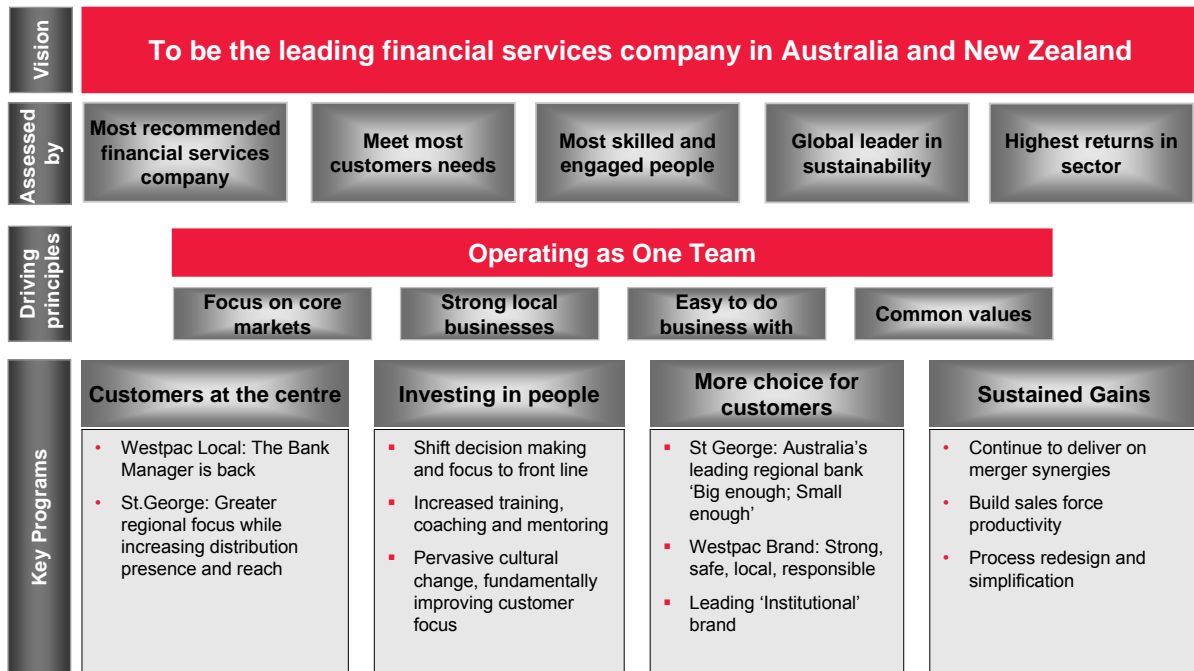 Vision
To be the leading financial services company in Australia and New Zealand
Assessed
by
Most recommended
financial services
company
Meet most
customers needs
Most skilled and
engaged people
Global leader in
sustainability
Highest returns in
sector
Driving
principles
Operating as One Team
Focus on core
markets
Strong local
businesses
Easy to do
business with
Common values
Key Programs
Customers at the centre
• Westpac Local: The Bank
Manager is back
• St.George: Greater
regional focus while
increasing distribution
presence and reach
Investing in people
▪ Shift decision making
and focus to front line
▪ Increased training,
coaching and mentoring
▪ Pervasive cultural
change, fundamentally
improving customer
focus
More choice for
customers
▪ St George: Australia’s
leading regional bank
‘Big enough; Small
enough’
▪ Westpac Brand: Strong,
safe, local, responsible
▪ Leading ‘Institutional’
brand
Sustained Gains
• Continue to deliver on
merger synergies
• Build sales force
productivity
• Process redesign and
simplification